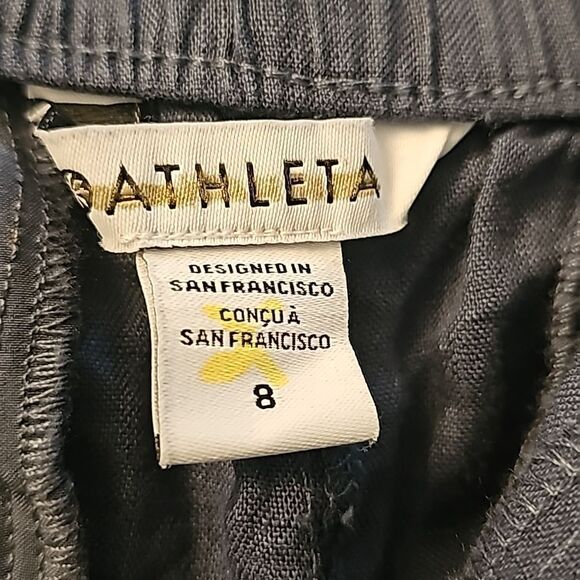 ATHLETA
DESIGNED IN
SAN FRANCISCO
CONÇU À
SAN FRANCISCO
8